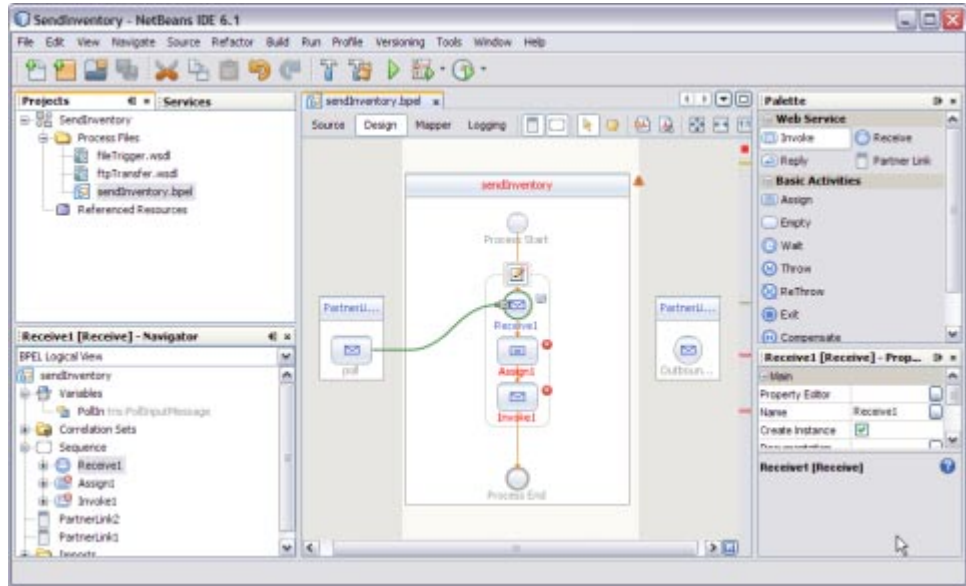 SendInventory - NetBeans IDE 6.1
File Edit View Navigate Source Refactor Build Run Profile Versioning Tools Window Help
Projects
Services
SendInventory
Process Files
fileTrigger.wsdl
ftpTransfer.wsdl
sendInventory.bpel
Referenced Resources
Receive1 [Receive] - Navigator
BPEL Logical View
sendInventory
Variables
PollIn tns:PollInputMessage
Correlation Sets
Sequence
Receive1
Assign1
Invoke1
PartnerLink2
PartnerLink1
Imports
sendInventory.bpel
Source Design Mapper Logging
sendInventory
Process Start
PartnerLi...
poll
Receive1
Assign1
Invoke1
Process End
PartnerLi...
Outboun...
Palette
Web Service
Invoke
Receive
Reply
Partner Link
Basic Activities
Assign
Empty
Wait
Throw
ReThrow
Exit
Compensate
Receive1 [Receive] - Prop...
Main
Property Editor
Name Receive1
Create Instance
Documentation
Receive1 [Receive]